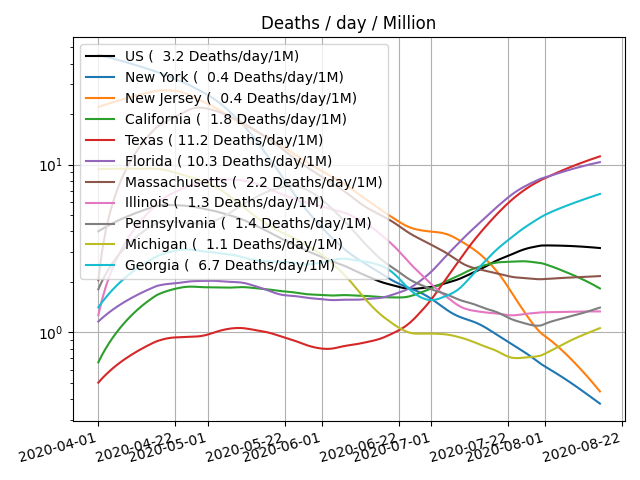 Deaths / day / Million
US (  3.2 Deaths/day/1M)
New York (  0.4 Deaths/day/1M)
New Jersey (  0.4 Deaths/day/1M)
California (  1.8 Deaths/day/1M)
Texas ( 11.2 Deaths/day/1M)
Florida ( 10.3 Deaths/day/1M)
Massachusetts (  2.2 Deaths/day/1M)
Illinois (  1.3 Deaths/day/1M)
Pennsylvania (  1.4 Deaths/day/1M)
Michigan (  1.1 Deaths/day/1M)
Georgia (  6.7 Deaths/day/1M)
10¹
10⁰
2020-04-01 2020-04-22 2020-05-01 2020-05-22 2020-06-01 2020-06-22 2020-07-01 2020-07-22 2020-08-01 2020-08-22